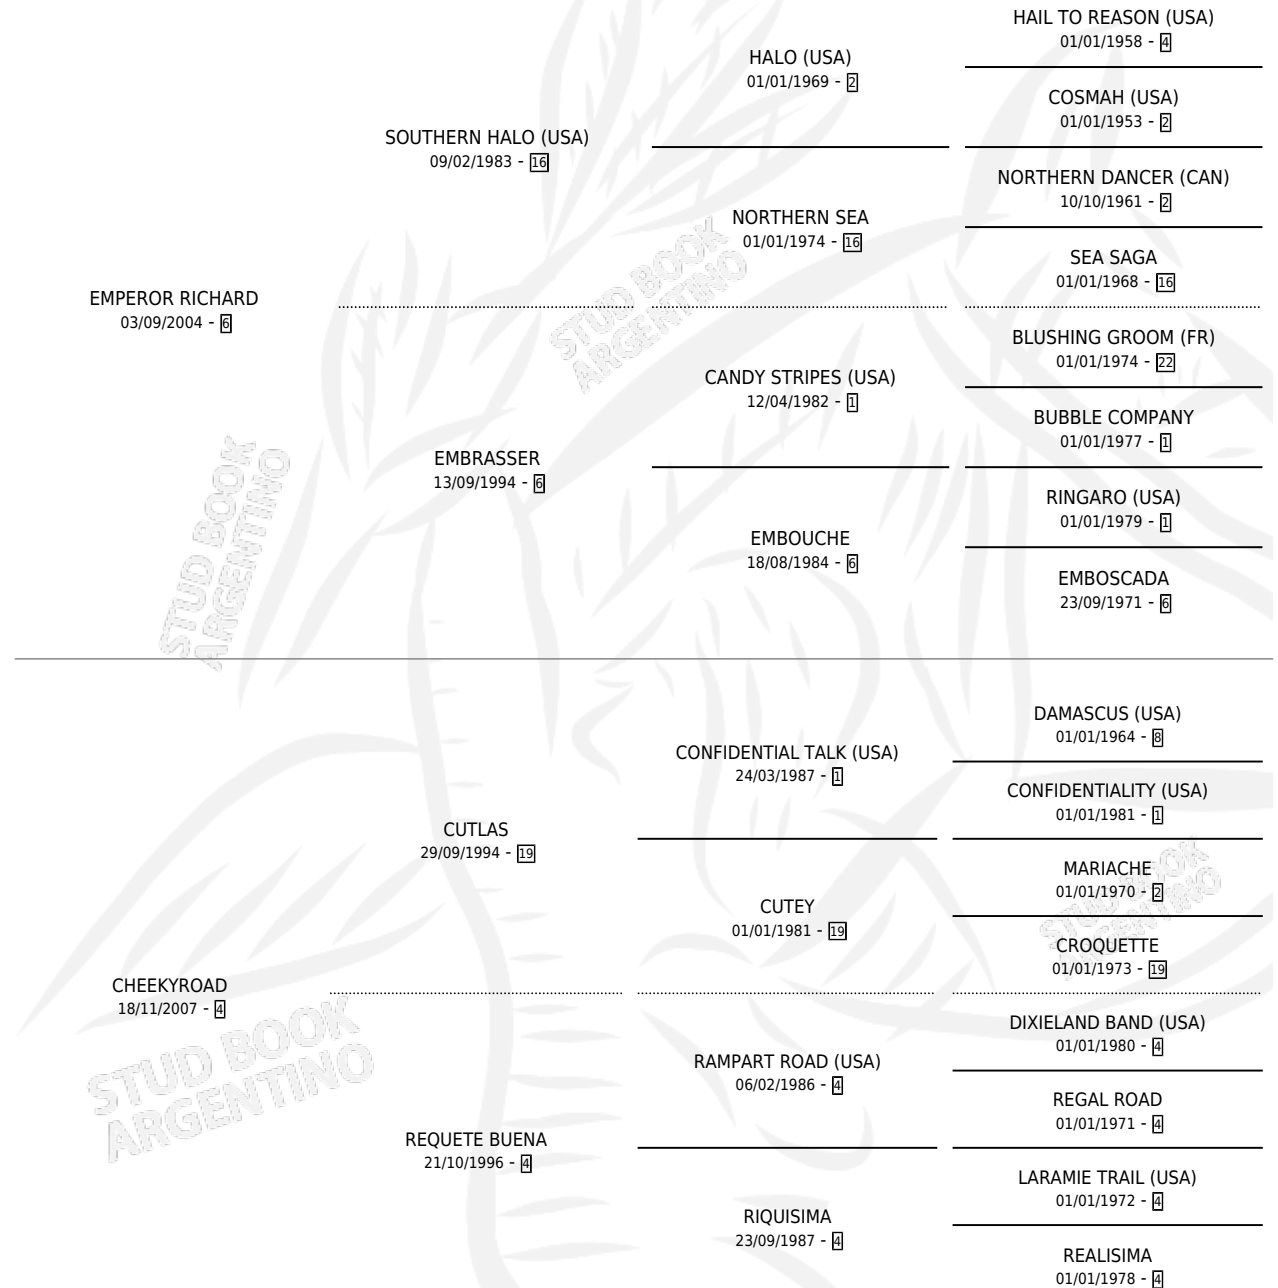 HAIL TO REASON (USA)
01/01/1958 - 4
HALO (USA)
01/01/1969 - 2
COSMAH (USA)
01/01/1953 - 2
SOUTHERN HALO (USA)
09/02/1983 - 16
NORTHERN DANCER (CAN)
10/10/1961 - 2
NORTHERN SEA
01/01/1974 - 16
SEA SAGA
01/01/1968 - 16
EMPEROR RICHARD
03/09/2004 - 6
STUD BOOK
ARGENTINO
BLUSHING GROOM (FR)
01/01/1974 - 22
CANDY STRIPES (USA)
12/04/1982 - 1
BUBBLE COMPANY
01/01/1977 - 1
EMBRASSER
13/09/1994 - 6
RINGARO (USA)
01/01/1979 - 1
EMBOUCHE
18/08/1984 - 6
EMBOSCADA
23/09/1971 - 6
STUD BOOK
ARGENTINO
DAMASCUS (USA)
01/01/1964 - 8
CONFIDENTIAL TALK (USA)
24/03/1987 - 1
CONFIDENTIALITY (USA)
01/01/1981 - 1
CUTLAS
29/09/1994 - 19
MARIACHE
01/01/1970 - 2
CUTEY
01/01/1981 - 19
STUD BOOK
ARGENTINO
CROQUETTE
01/01/1973 - 19
CHEEKYROAD
18/11/2007 - 4
STUD BOOK
ARGENTINO
DIXIELAND BAND (USA)
01/01/1980 - 4
RAMPART ROAD (USA)
06/02/1986 - 4
REGAL ROAD
01/01/1971 - 4
REQUETE BUENA
21/10/1996 - 4
LARAMIE TRAIL (USA)
01/01/1972 - 4
RIQUISIMA
23/09/1987 - 4
REALISIMA
01/01/1978 - 4